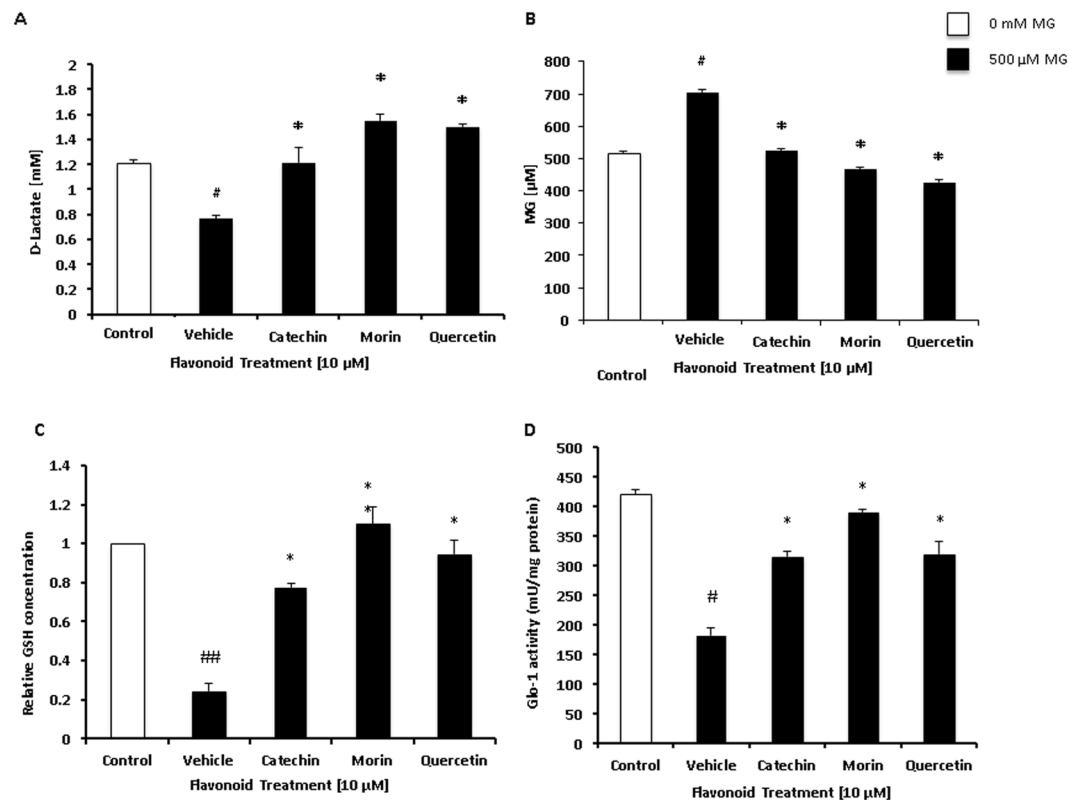 A
D-Lactate [mM]
2
1.8
1.6
1.4
1.2
1
0.8
0.6
0.4
0.2
0
#
*
*
*
Control Vehicle Catechin Morin Quercetin
Flavonoid Treatment [10 µM]
B
0 mM MG
500 µM MG
MG [µM]
800
700
600
500
400
300
200
100
0
#
*
*
*
Vehicle Catechin Morin Quercetin
Control
Flavonoid Treatment [10 µM]
C
Relative GSH concentration
1.4
1.2
1
0.8
0.6
0.4
0.2
0
##
*
*
*
*
Control Vehicle Catechin Morin Quercetin
Flavonoid Treatment [10 µM]
D
Glo-1 activity (mU/mg protein)
500
450
400
350
300
250
200
150
400
50
0
#
*
*
*
Control Vehicle Catechin Morin Quercetin
Flavonoid Treatment [10 µM]